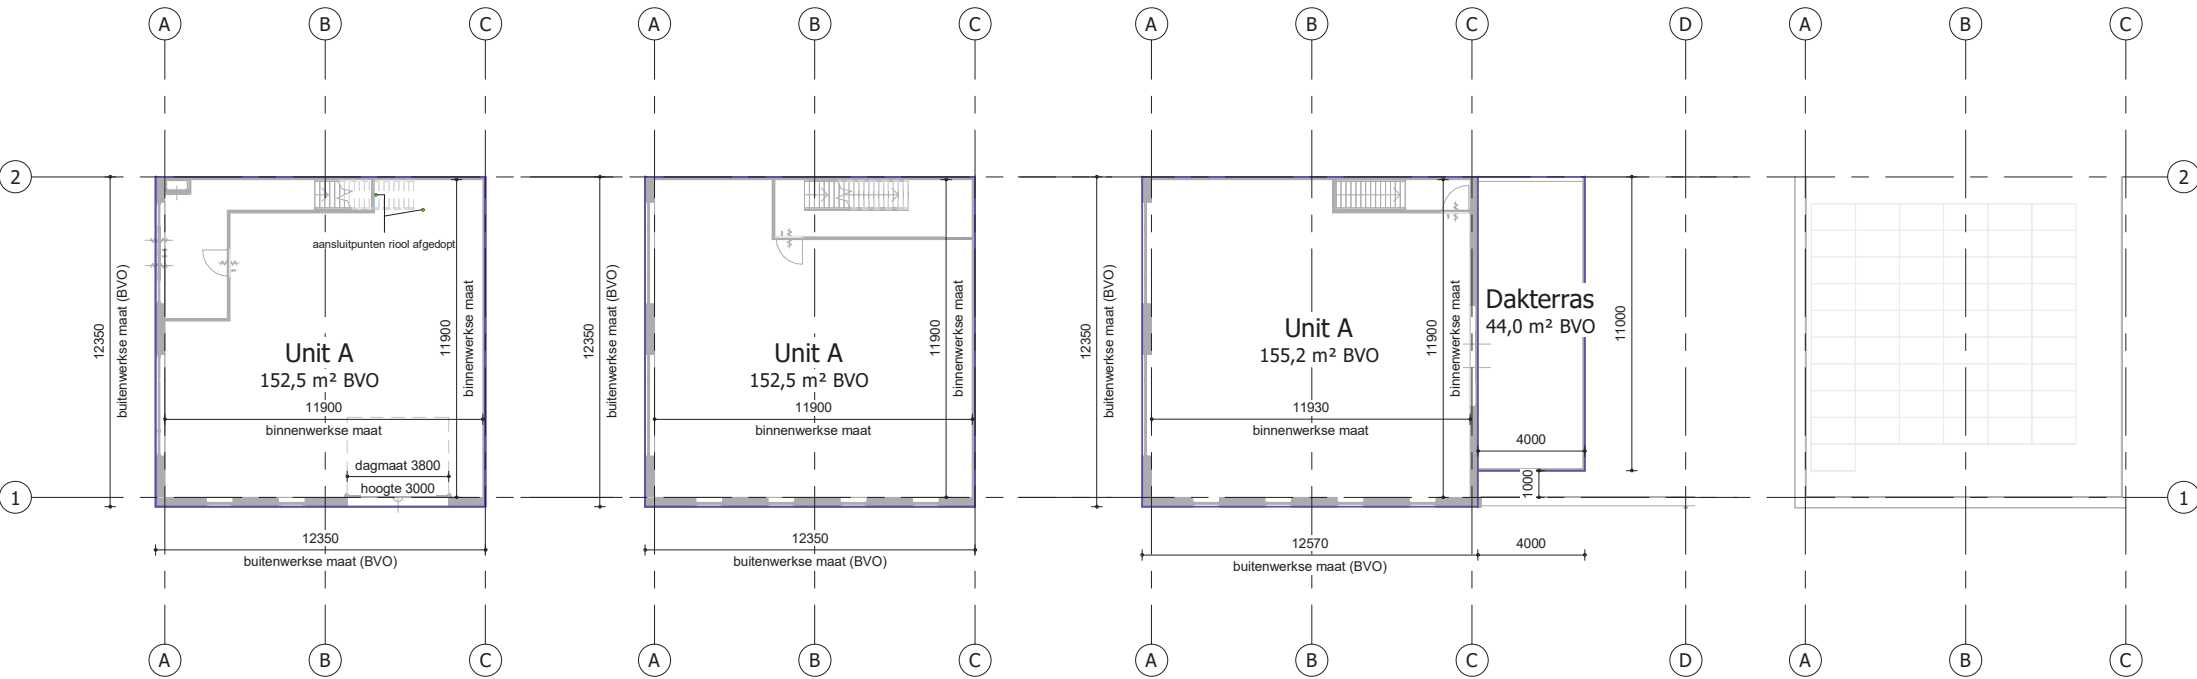 A B C
A B C
A B C D
A B C
2
2
aansluitpunten riool afgedopt
12350
buitenwerkse maat (BVO)
11900
binnenwerkse maat
Unit A
152,5 m² BVO
11900
binnenwerkse maat
dagmaat 3800
hoogte 3000
12350
buitenwerkse maat (BVO)
12350
buitenwerkse maat (BVO)
11900
binnenwerkse maat
Unit A
152,5 m² BVO
11900
binnenwerkse maat
12350
buitenwerkse maat (BVO)
12350
buitenwerkse maat (BVO)
11900
binnenwerkse maat
Unit A
155,2 m² BVO
11930
binnenwerkse maat
Dakterras
44,0 m² BVO
11000
4000
1000
12570
buitenwerkse maat (BVO)
4000
1
1
A B C
A B C
A B C D
A B C